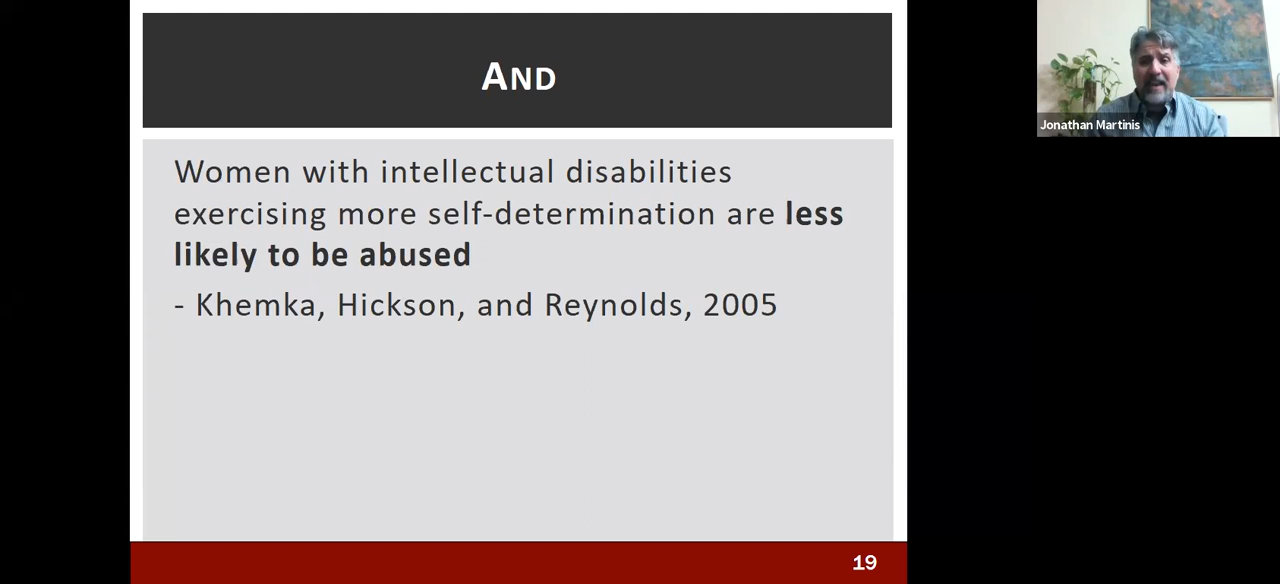 AND
Women with intellectual disabilities
exercising more self-determination are less
likely to be abused
- Khemka, Hickson, and Reynolds, 2005
19
Jonathan Martinis